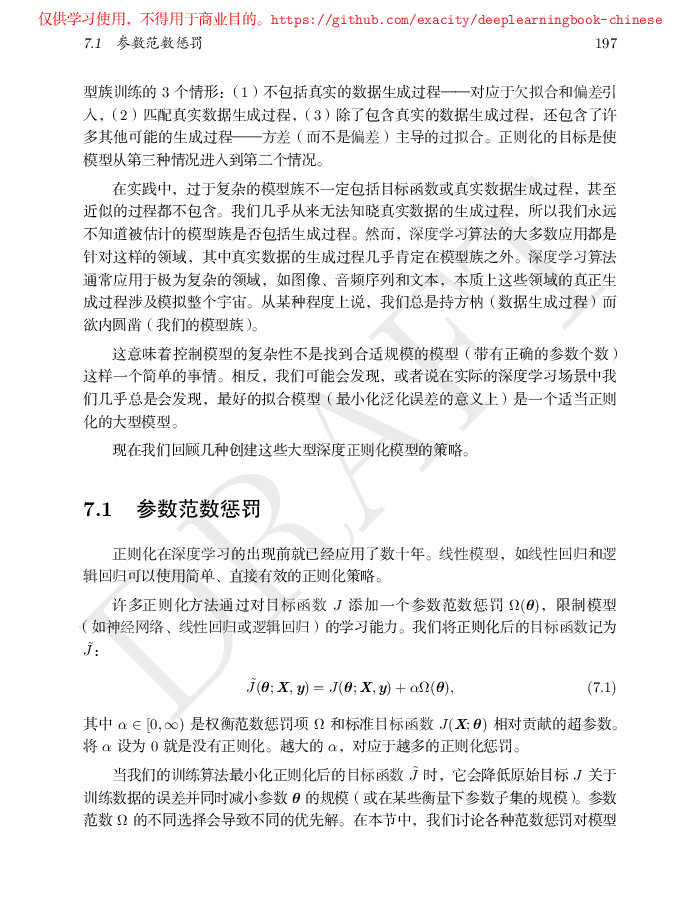 仅供学习使用，不得用于商业目的。https://github.com/exacity/deeplearningbook-chinese
7.1 参数范数惩罚 197
型族训练的 3 个情形：（1）不包括真实的数据生成过程——对应于欠拟合和偏差引
入，（2）匹配真实数据生成过程，（3）除了包含真实的数据生成过程，还包含了许
多其他可能的生成过程——方差（而不是偏差）主导的过拟合。正则化的目标是使
模型从第三种情况进入到第二个情况。
在实践中，过于复杂的模型族不一定包括目标函数或真实数据生成过程，甚至
近似的过程都不包含。我们几乎从来无法知晓真实数据的生成过程，所以我们永远
不知道被估计的模型族是否包括生成过程。然而，深度学习算法的大多数应用都是
针对这样的领域，其中真实数据的生成过程几乎肯定在模型族之外。深度学习算法
通常应用于极为复杂的领域，如图像、音频序列和文本，本质上这些领域的真正生
成过程涉及模拟整个宇宙。从某种程度上说，我们总是持方枘（数据生成过程）而
欲内圆凿（我们的模型族）。
这意味着控制模型的复杂性不是找到合适规模的模型（带有正确的参数个数）
这样一个简单的事情。相反，我们可能会发现，或者说在实际的深度学习场景中我
们几乎总是会发现，最好的拟合模型（最小化泛化误差的意义上）是一个适当正则
化的大型模型。
现在我们回顾几种创建这些大型深度正则化模型的策略。
7.1 参数范数惩罚
正则化在深度学习的出现前就已经应用了数十年。线性模型，如线性回归和逻
辑回归可以使用简单、直接有效的正则化策略。
许多正则化方法通过对目标函数 J 添加一个参数范数惩罚 Ω(θ)，限制模型
（如神经网络、线性回归或逻辑回归）的学习能力。我们将正则化后的目标函数记为
J̃：
J̃(θ; X, y) = J(θ; X, y) + αΩ(θ), (7.1)
其中 α ∈ [0, ∞) 是权衡范数惩罚项 Ω 和标准目标函数 J(X; θ) 相对贡献的超参数。
将 α 设为 0 就是没有正则化。越大的 α，对应于越多的正则化惩罚。
当我们的训练算法最小化正则化后的目标函数 J̃ 时，它会降低原始目标 J 关于
训练数据的误差并同时减小参数 θ 的规模（或在某些衡量下参数子集的规模）。参数
范数 Ω 的不同选择会导致不同的优先解。在本节中，我们讨论各种范数惩罚对模型
DRAFT